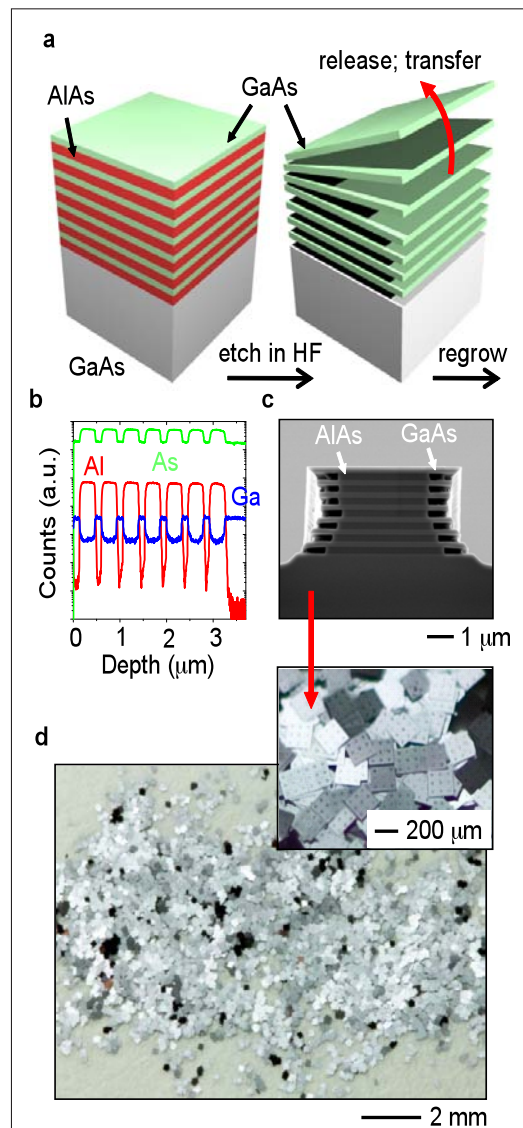 a
release; transfer
AlAs
GaAs
GaAs
etch in HF
regrow
b
Counts (a.u.)
Al
As
Ga
0
1
2
3
Depth (μm)
c
AlAs
GaAs
1 μm
200 μm
d
2 mm